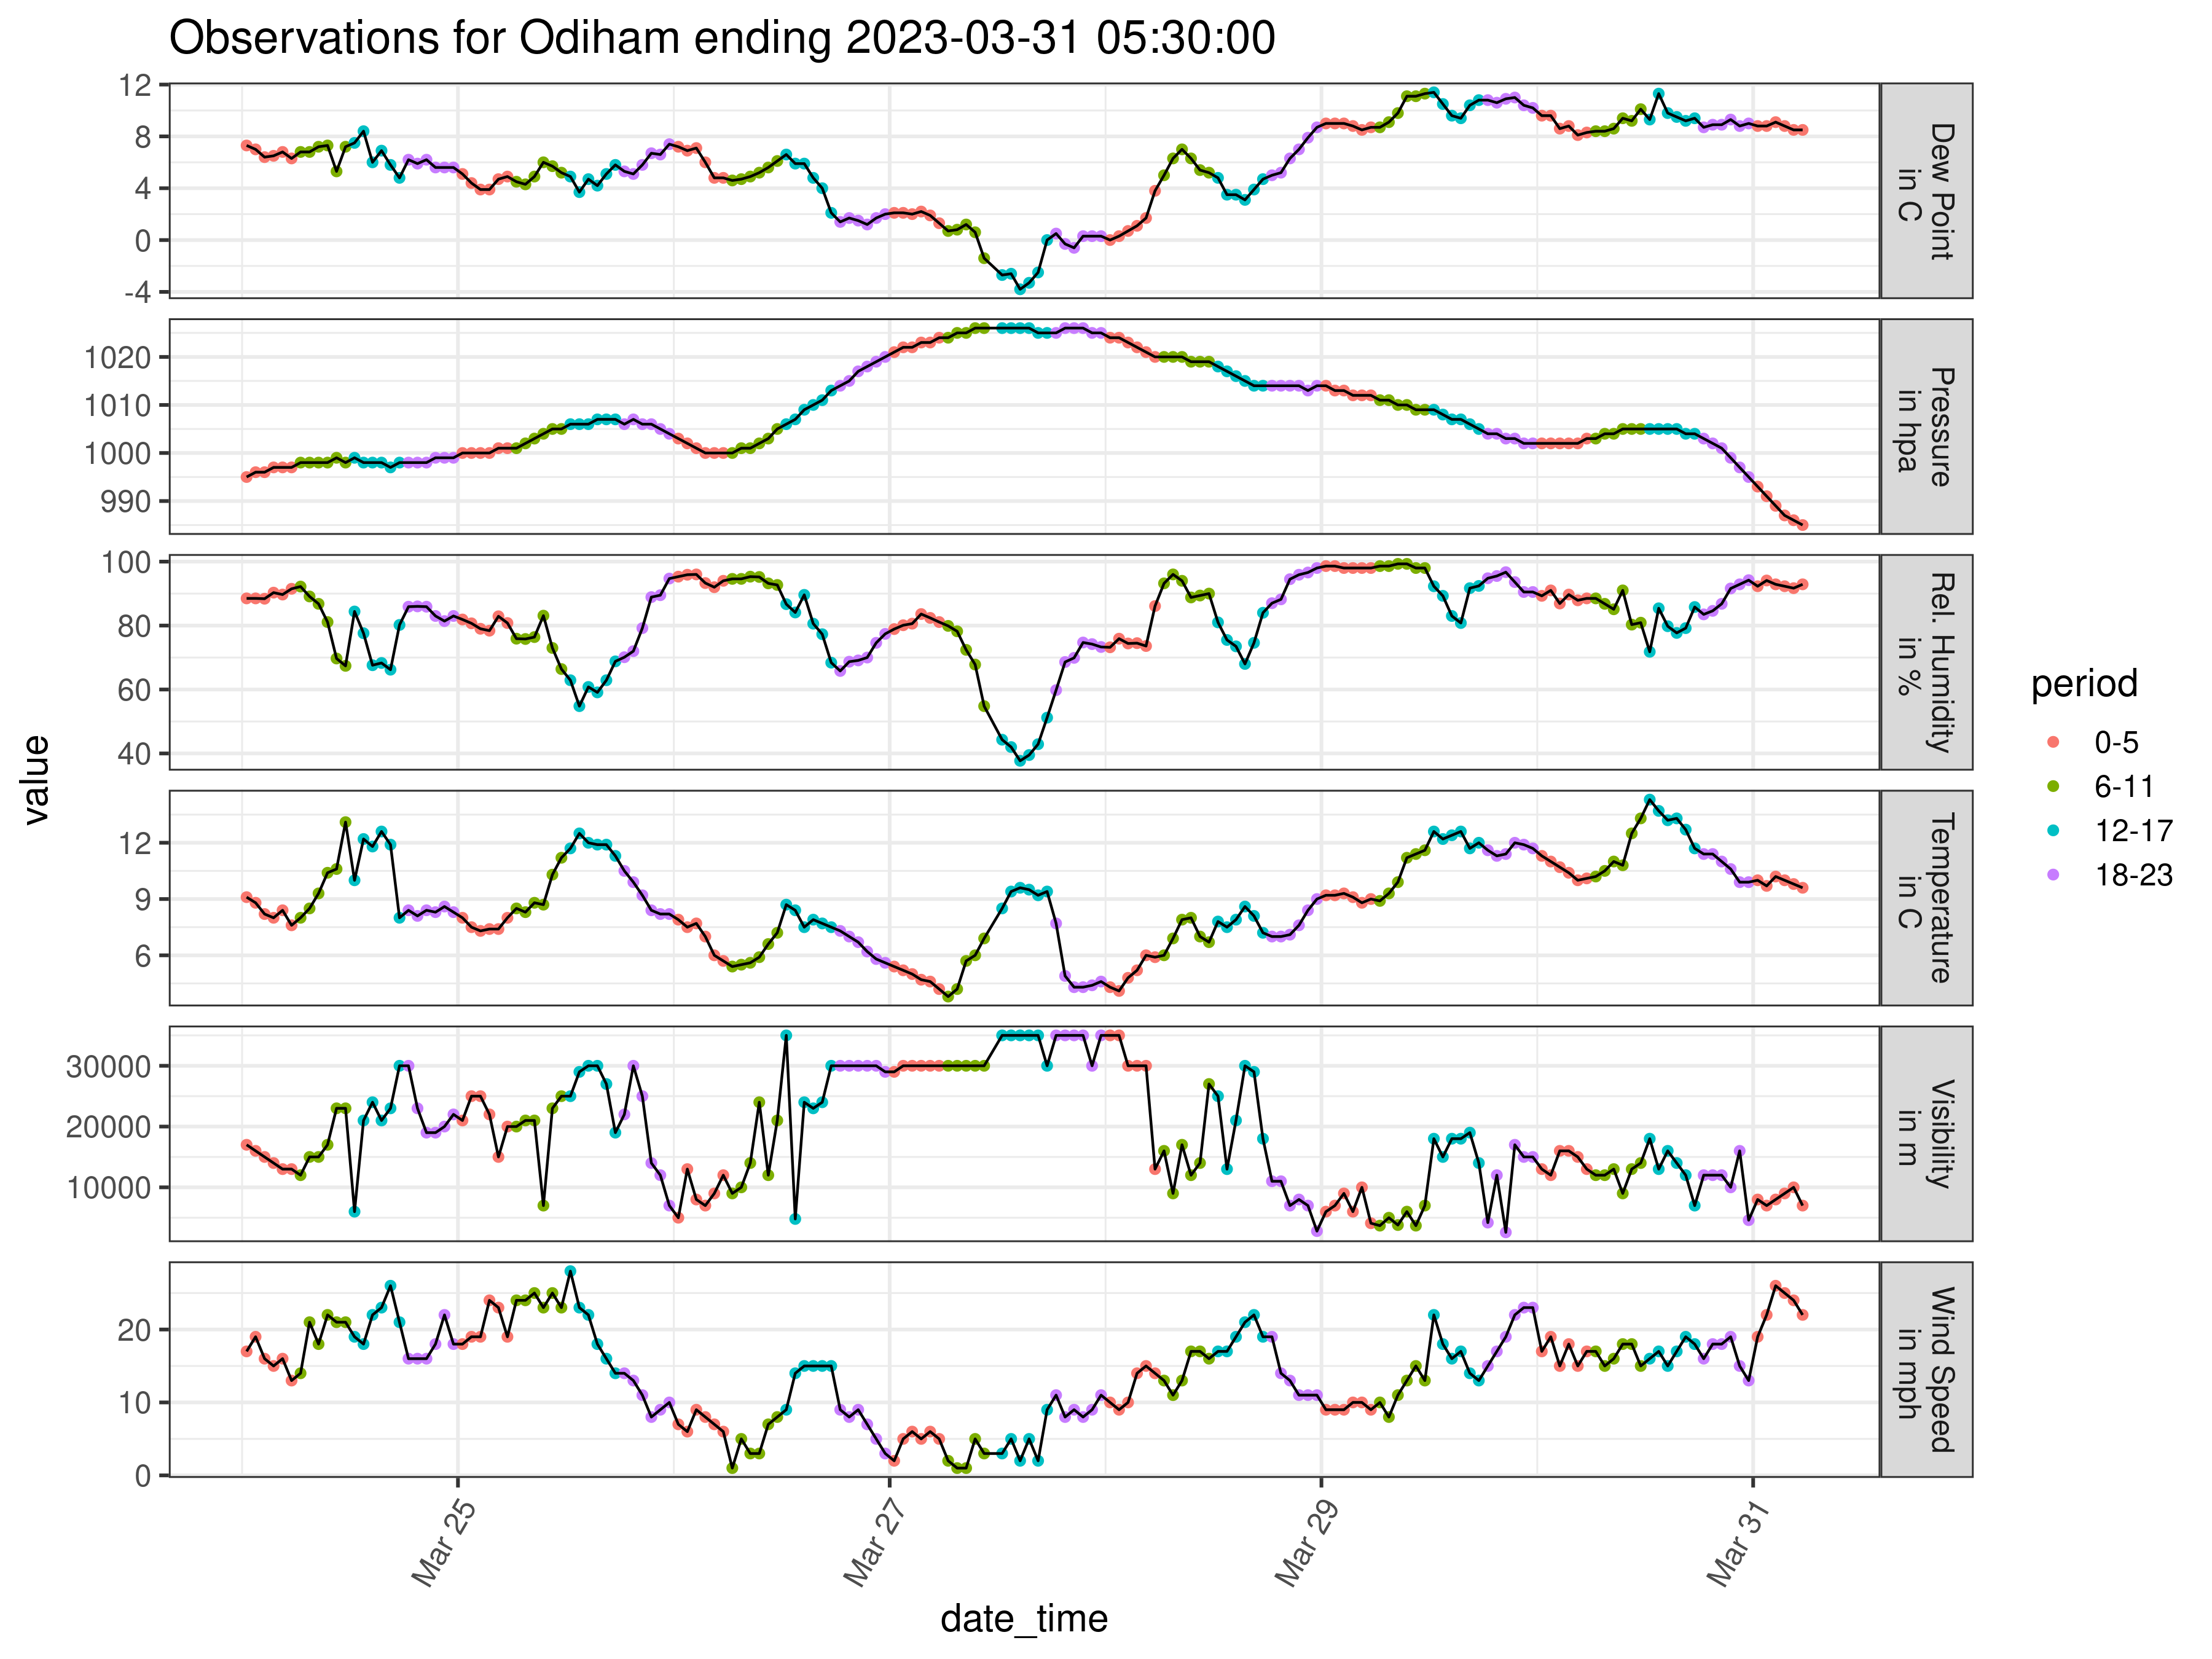 Observations for Odiham ending 2023-03-31 05:30:00
value
12
8
4
0
-4
Dew Point
in C
1020
1010
1000
990
Pressure
in hpa
100
80
60
40
Rel. Humidity
in %
12
9
6
Temperature
in C
30000
20000
10000
Visibility
in m
20
10
0
Wind Speed
in mph
Mar 25
Mar 27
Mar 29
Mar 31
date_time
period
0-5
6-11
12-17
18-23